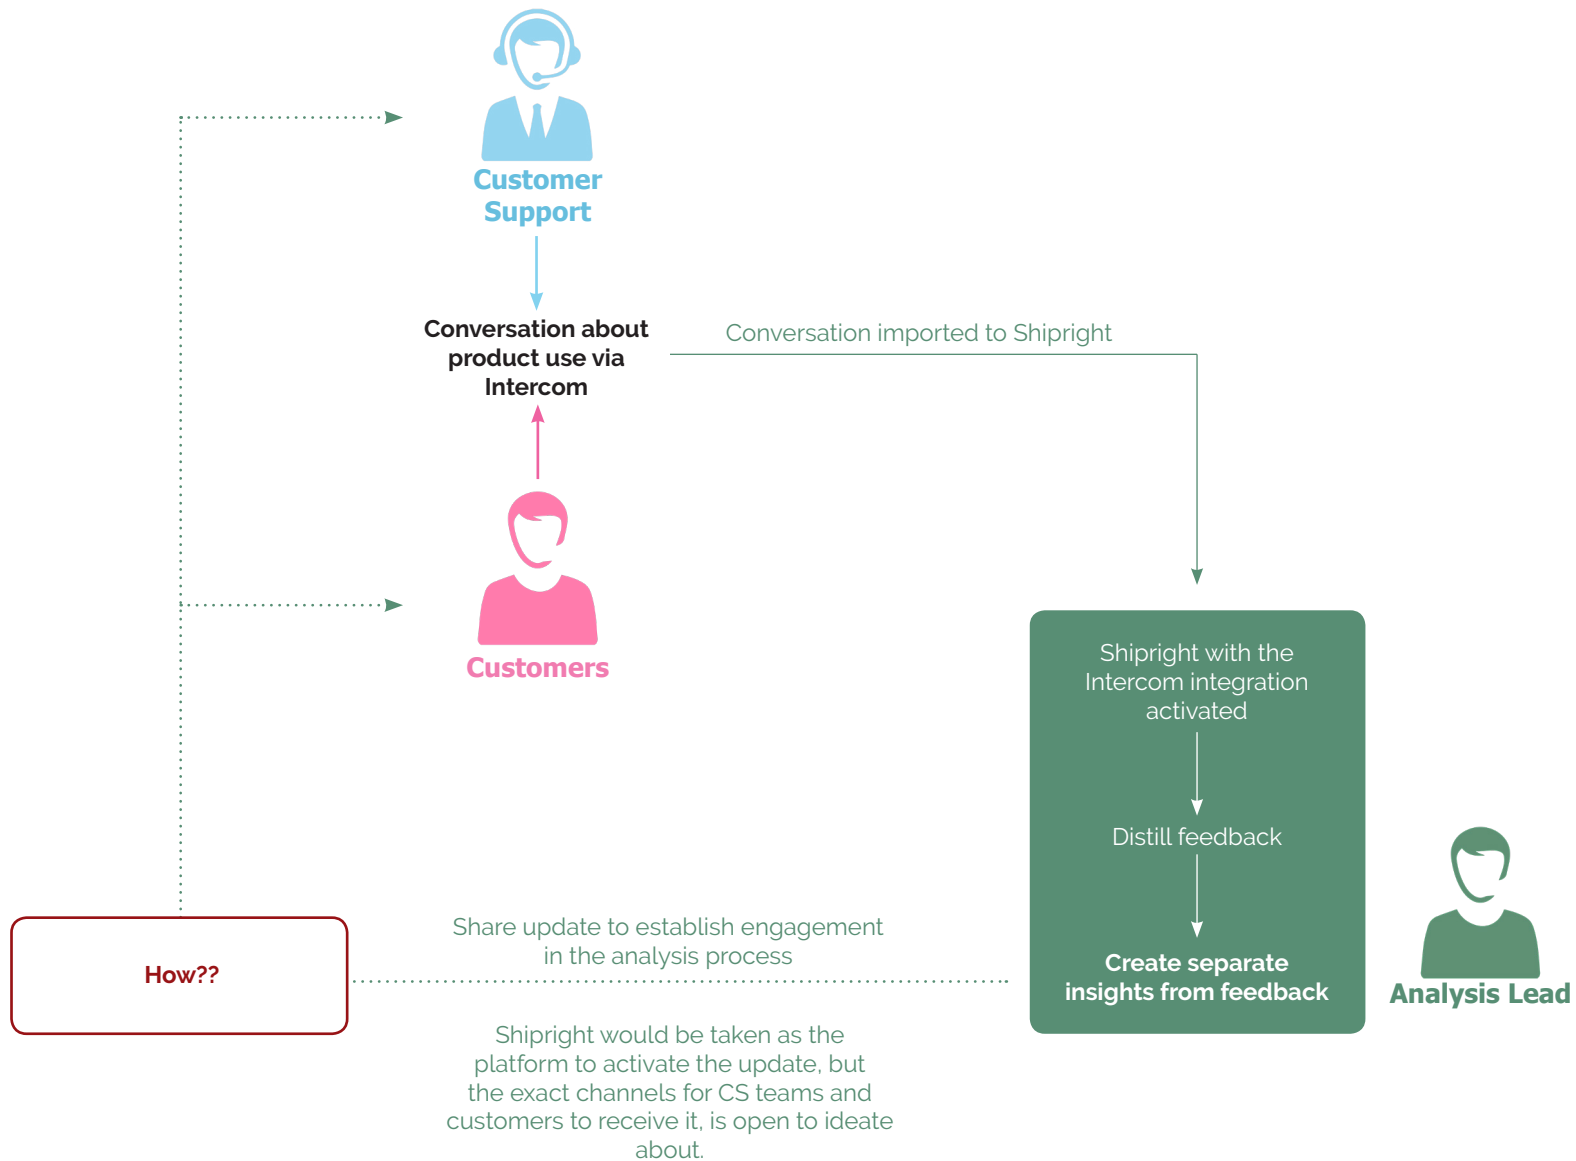 Customer
Support
Conversation about
product use via
Intercom
Conversation imported to Shipright
Customers
Shipright with the
Intercom integration
activated
Distill feedback
Create separate
insights from feedback
Analysis Lead
Share update to establish engagement
in the analysis process
How??
Shipright would be taken as the
platform to activate the update, but
the exact channels for CS teams and
customers to receive it, is open to ideate
about.